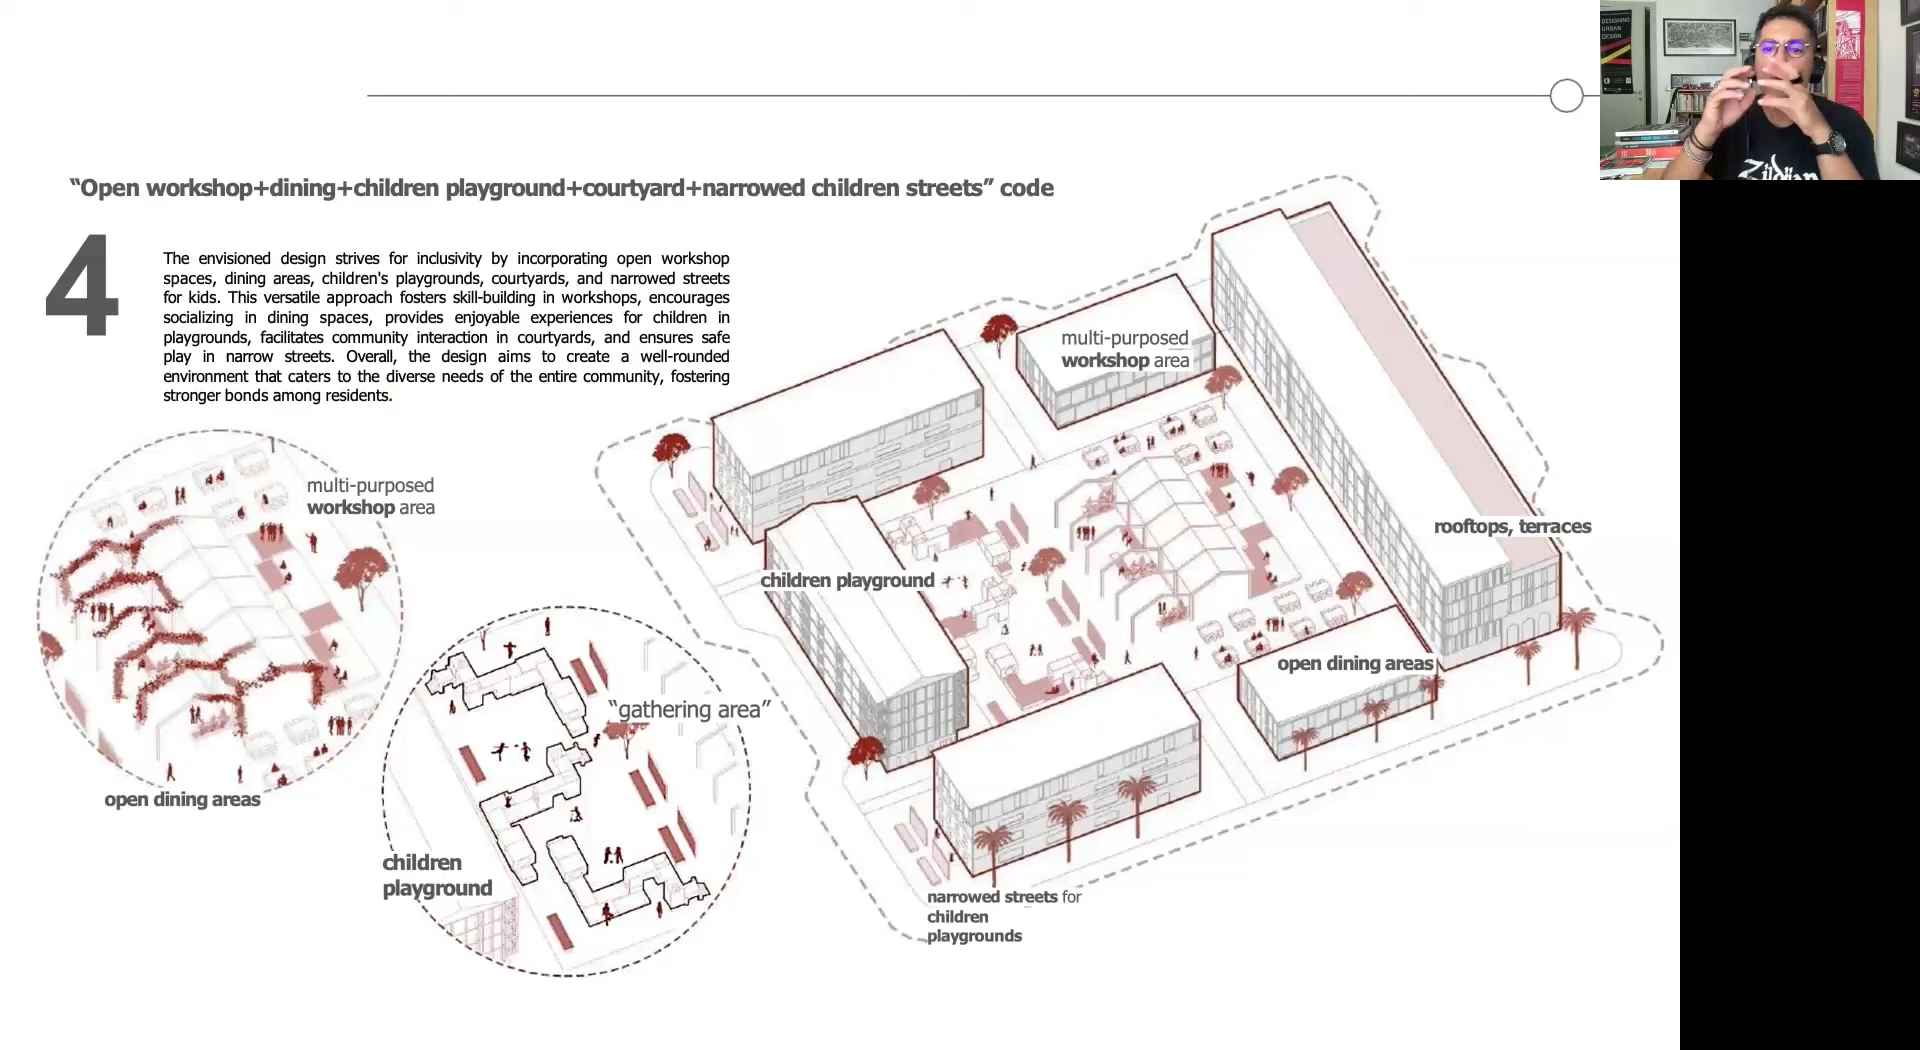 DESIGNING
URBAN
DESIGN
Zildjian
“Open workshop+dining+children playground+courtyard+narrowed children streets” code
4
The envisioned design strives for inclusivity by incorporating open workshop
spaces, dining areas, children's playgrounds, courtyards, and narrowed streets
for kids. This versatile approach fosters skill-building in workshops, encourages
socializing in dining spaces, provides enjoyable experiences for children in
playgrounds, facilitates community interaction in courtyards, and ensures safe
play in narrow streets. Overall, the design aims to create a well-rounded
environment that caters to the diverse needs of the entire community, fostering
stronger bonds among residents.
multi-purposed
workshop area
open dining areas
“gathering area”
children
playground
multi-purposed
workshop area
rooftops, terraces
children playground
open dining areas
narrowed streets for
children
playgrounds